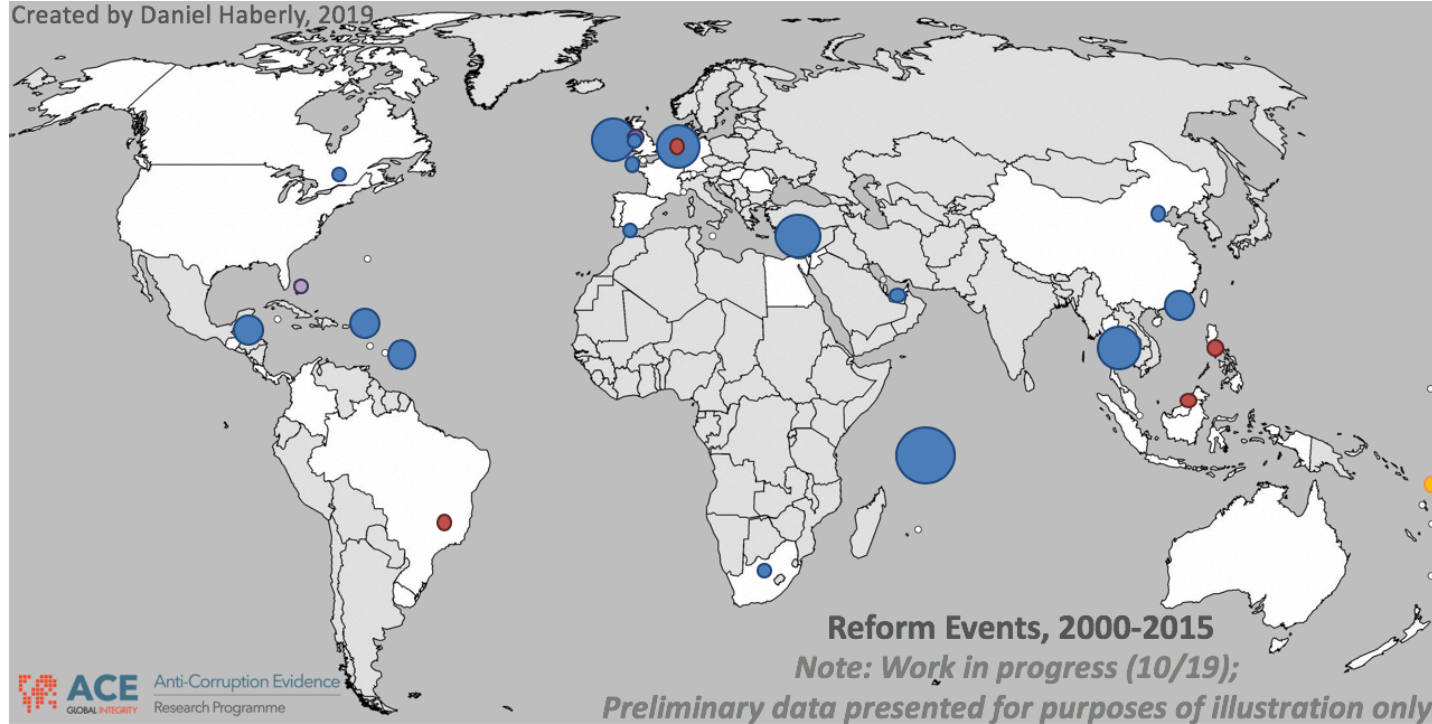 Created by Daniel Haberly, 2019
Reform Events, 2000-2015
Note: Work in progress (10/19);
Preliminary data presented for purposes of illustration only
ACE
GLOBAL INTEGRITY
Anti-Corruption Evidence
Research Programme